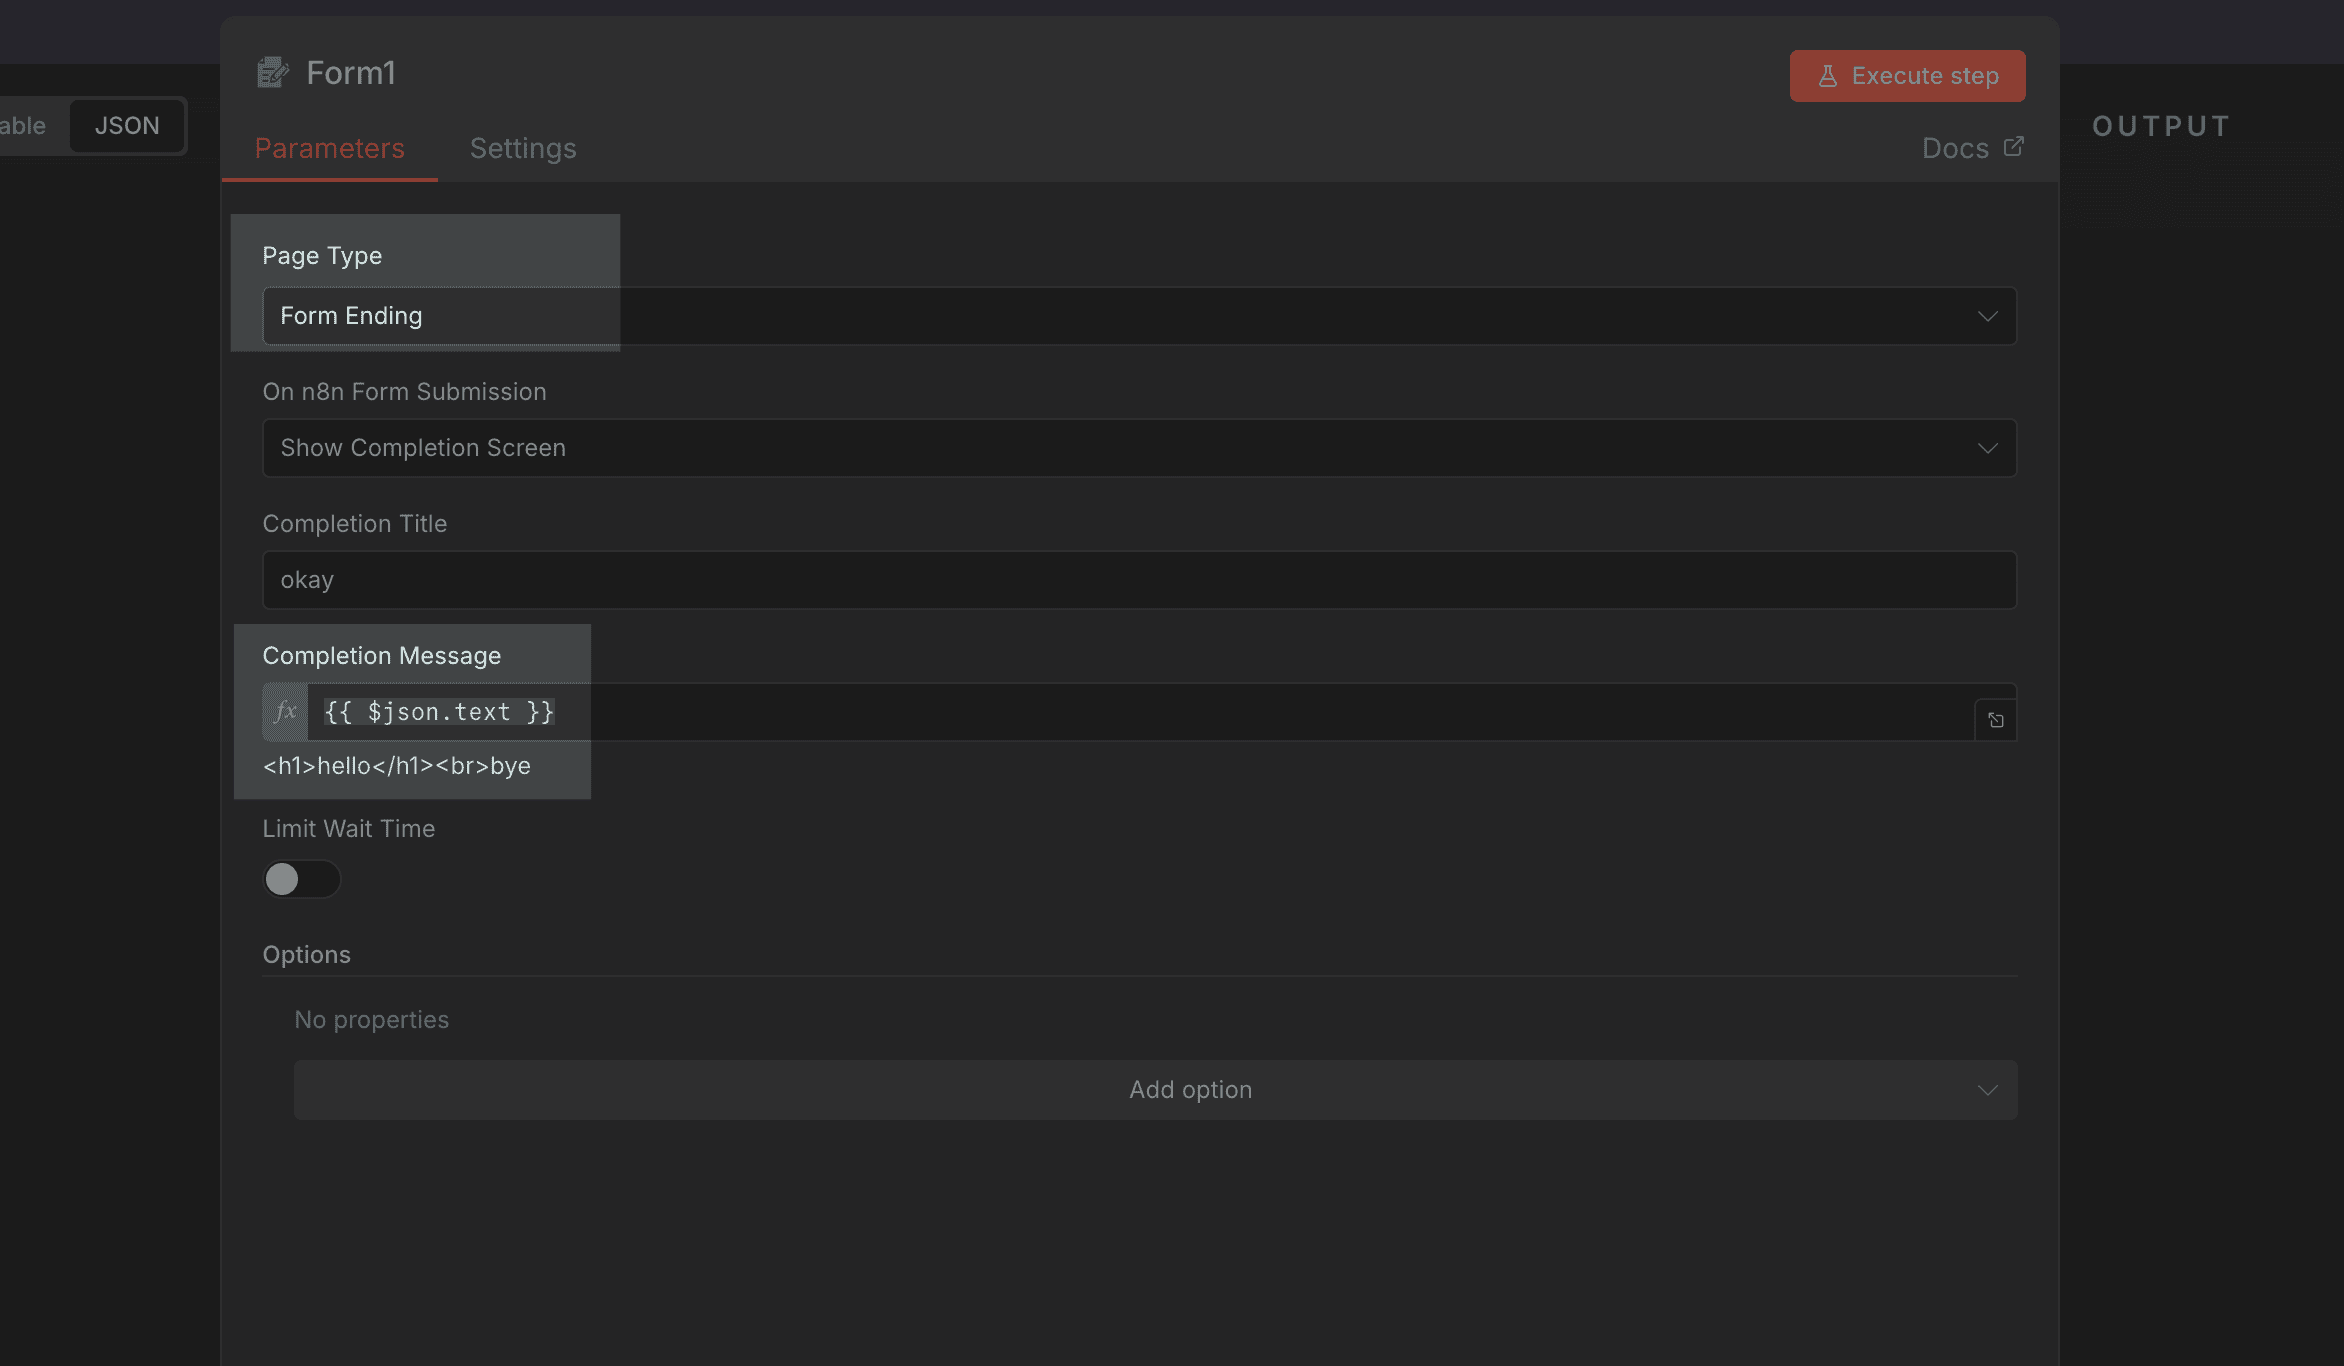 Form1
Execute step
able
JSON
OUTPUT
Parameters
Settings
Docs
Page Type
Form Ending
On n8n Form Submission
Show Completion Screen
Completion Title
okay
Completion Message
fx
{{ $json.text }}
<h1>hello</h1><br>bye
Limit Wait Time
Options
No properties
Add option